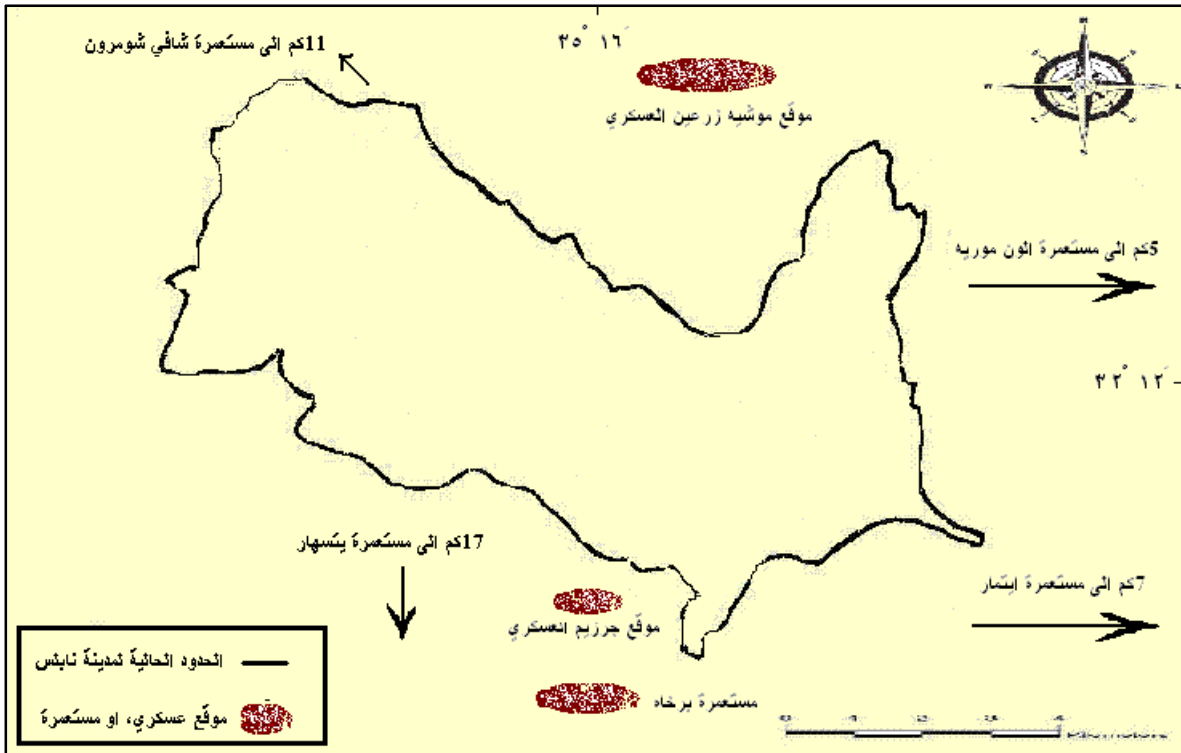 11كم الى مستعمرة شافي شومرون
٣٥° ١٦′
موقع موشيه زرعين العسكري
5كم الى مستعمرة الون موريه
٣٢° ١٢′
17كم الى مستعمرة يتسهار
7كم الى مستعمرة ايتمار
موقع جرزيم العسكري
مستعمرة برخاه
الحدود الحالية لمدينة نابلس
موقع عسكري، او مستعمرة